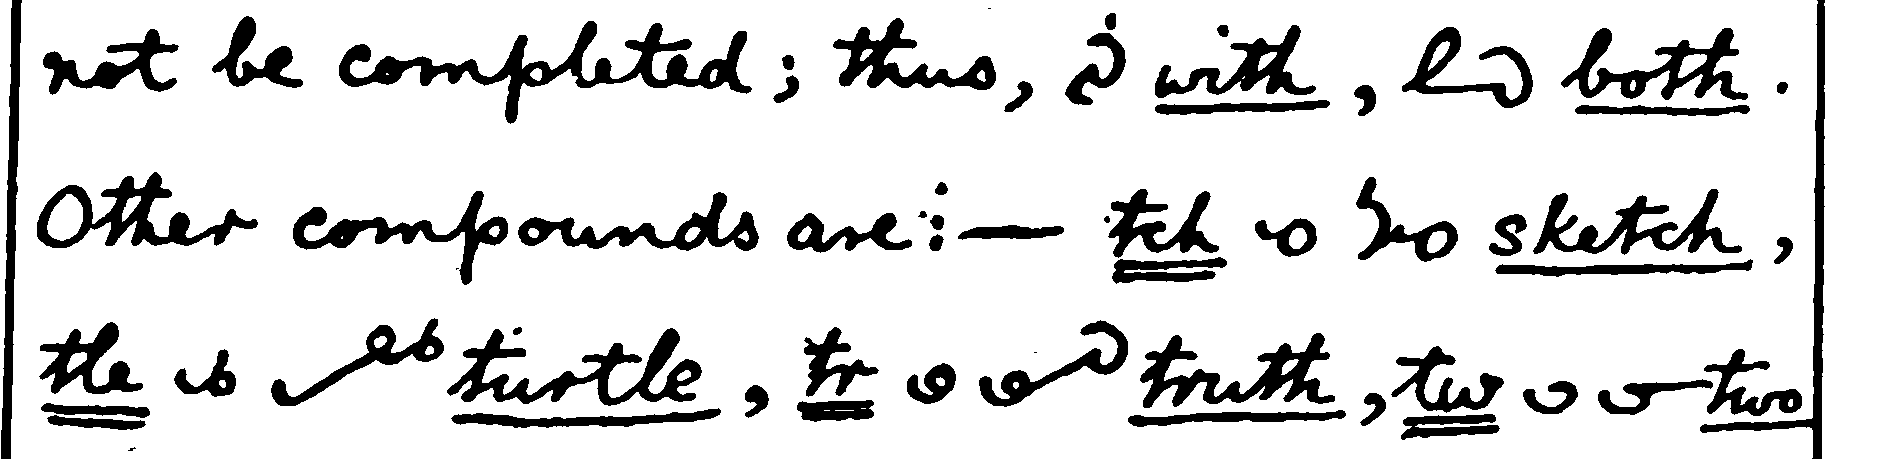 not be completed; thus, with, both.
Other compounds are:— tch sketch,
tle turtle, tr truth, tw two